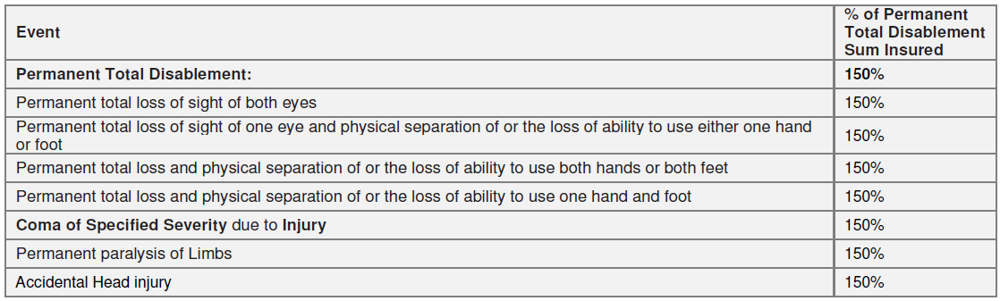 Event
% of Permanent
Total Disablement
Sum Insured
Permanent Total Disablement:
150%
Permanent total loss of sight of both eyes
150%
Permanent total loss of sight of one eye and physical separation of or the loss of ability to use either one hand
or foot
150%
Permanent total loss and physical separation of or the loss of ability to use both hands or both feet
150%
Permanent total loss and physical separation of or the loss of ability to use one hand and foot
150%
Coma of Specified Severity due to Injury
150%
Permanent paralysis of Limbs
150%
Accidental Head injury
150%